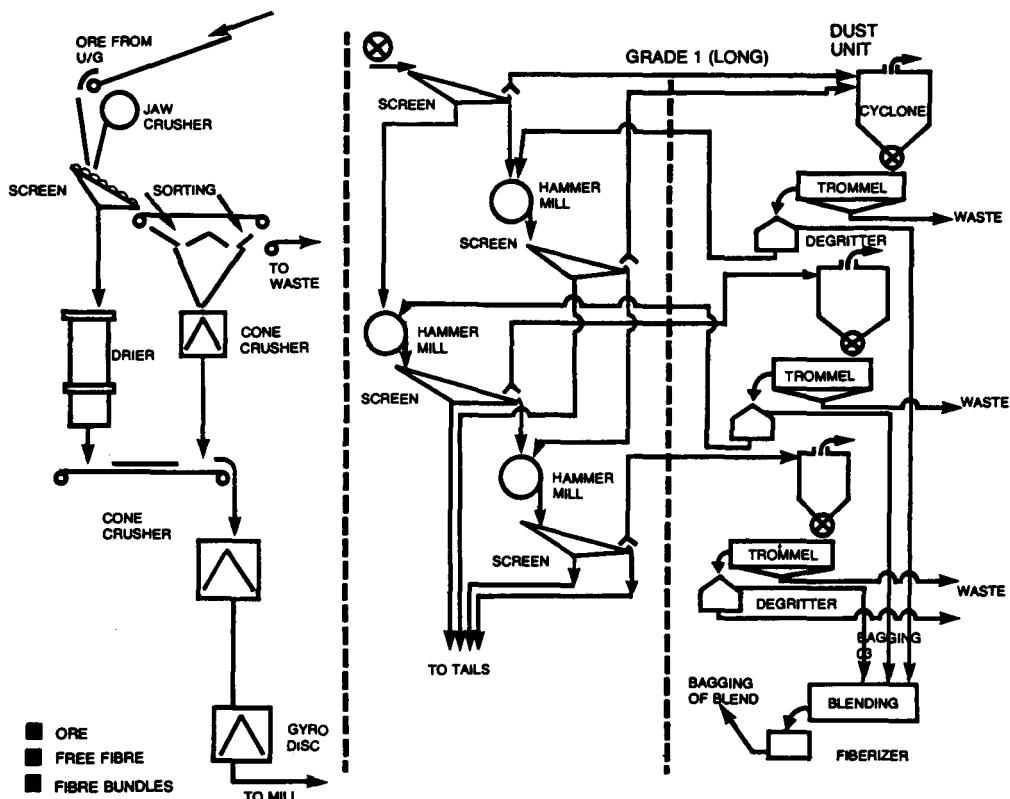 ORE FROM
U/G
JAW
CRUSHER
SCREEN
SORTING
TO
WASTE
DRIER
CONE
CRUSHER
CONE
CRUSHER
GYRO
DISC
ORE
FREE FIBRE
FIBRE BUNDLES
TO MILL
GRADE 1 (LONG)
SCREEN
HAMMER
MILL
SCREEN
HAMMER
MILL
SCREEN
HAMMER
MILL
SCREEN
TO TAILS
DUST
UNIT
CYCLONE
TROMMEL
WASTE
DEGRITTER
TROMMEL
WASTE
TROMMEL
WASTE
DEGRITTER
BAGGING
BAGGING
OF BLEND
BLENDING
FIBERIZER